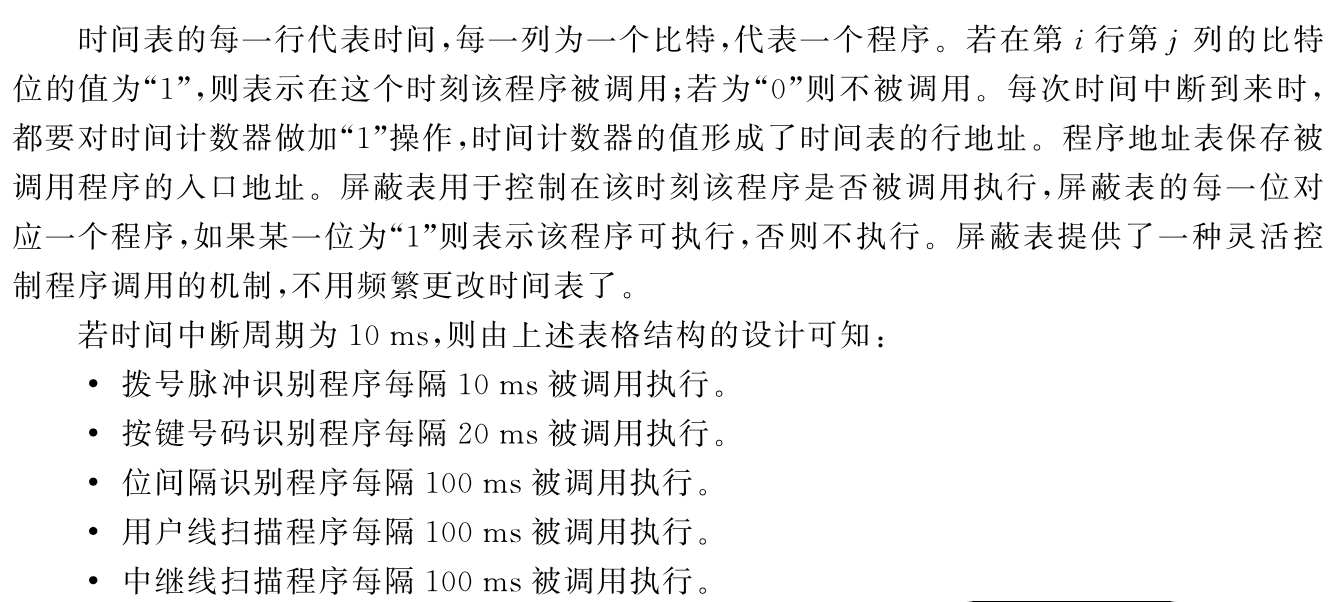 时间表的每一行代表时间,每一列为一个比特,代表一个程序。若在第 i 行第 j 列的比特
位的值为“1”,则表示在这个时刻该程序被调用;若为“0”则不被调用。每次时间中断到来时,
都要对时间计数器做加“1”操作,时间计数器的值形成了时间表的行地址。程序地址表保存被
调用程序的入口地址。屏蔽表用于控制在该时刻该程序是否被调用执行,屏蔽表的每一位对
应一个程序,如果某一位为“1”则表示该程序可执行,否则不执行。屏蔽表提供了一种灵活控
制程序调用的机制,不用频繁更改时间表了。
若时间中断周期为 10 ms,则由上述表格结构的设计可知:
• 拨号脉冲识别程序每隔 10 ms 被调用执行。
• 按键号码识别程序每隔 20 ms 被调用执行。
• 位间隔识别程序每隔 100 ms 被调用执行。
• 用户线扫描程序每隔 100 ms 被调用执行。
• 中继线扫描程序每隔 100 ms 被调用执行。